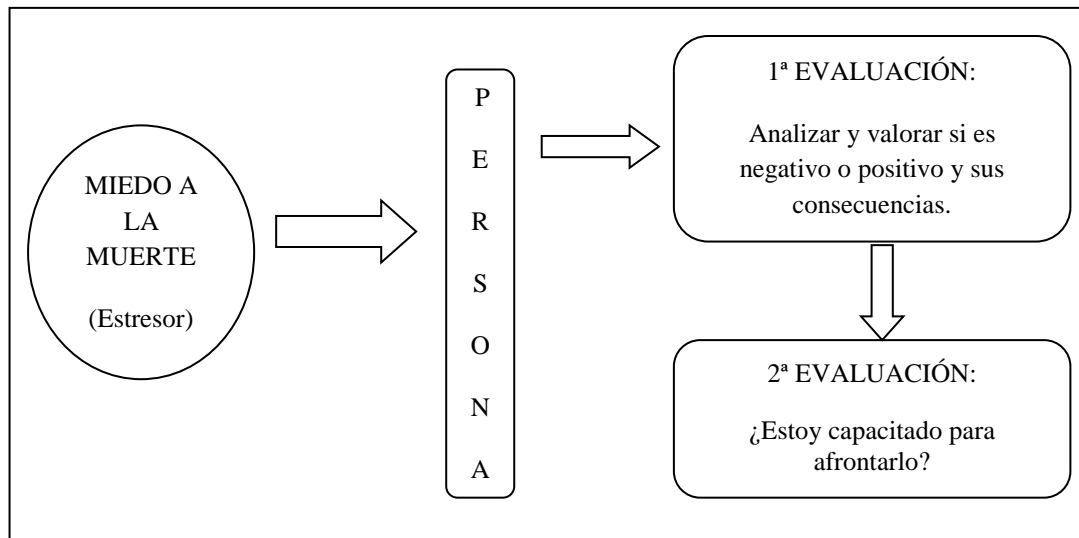 MIEDO A
LA
MUERTE
(Estresor)
P
E
R
S
O
N
A
1ª EVALUACIÓN:
Analizar y valorar si es
negativo o positivo y sus
consecuencias.
2ª EVALUACIÓN:
¿Estoy capacitado para
afrontarlo?